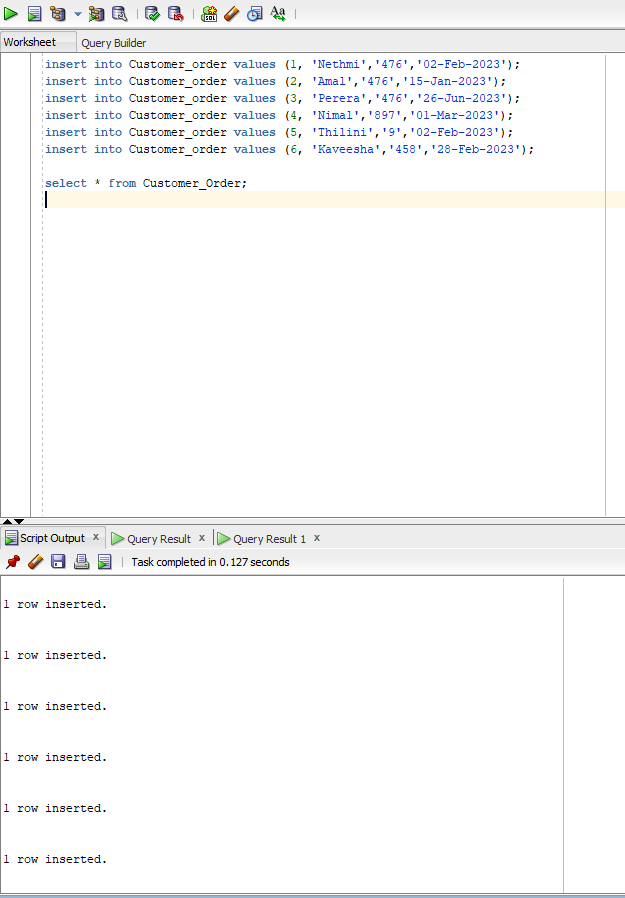 SQL
Aa
Worksheet Query Builder
insert into Customer_order values (1, 'Nethmi','476','02-Feb-2023');
insert into Customer_order values (2, 'Amal','476','15-Jan-2023');
insert into Customer_order values (3, 'Perera','476','26-Jun-2023');
insert into Customer_order values (4, 'Nimal','897','01-Mar-2023');
insert into Customer_order values (5, 'Thilini','9','02-Feb-2023');
insert into Customer_order values (6, 'Kaveesha','458','28-Feb-2023');
select * from Customer_Order;
Script Output x Query Result x Query Result 1 x
Task completed in 0.127 seconds
1 row inserted.
1 row inserted.
1 row inserted.
1 row inserted.
1 row inserted.
1 row inserted.